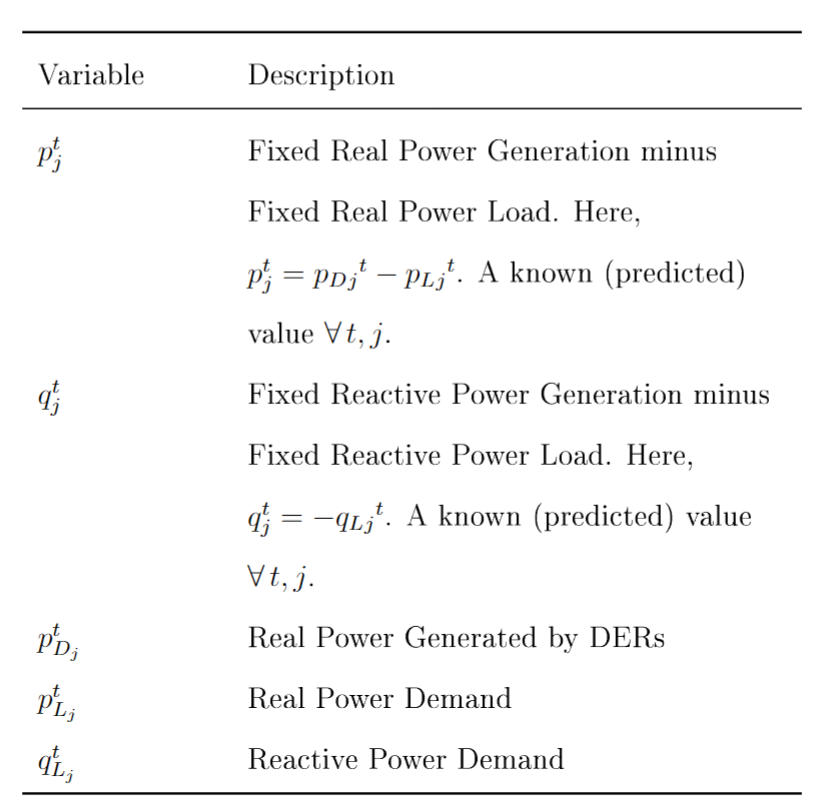 Variable Description
$p_j^t$ Fixed Real Power Generation minus
Fixed Real Power Load. Here,
$p_j^t = {p_{Dj}}^t - {p_{Lj}}^t$. A known (predicted)
value $\forall\, t, j$.
$q_j^t$ Fixed Reactive Power Generation minus
Fixed Reactive Power Load. Here,
$q_j^t = -{q_{Lj}}^t$. A known (predicted) value
$\forall\, t, j$.
$p_{D_j}^t$ Real Power Generated by DERs
$p_{L_j}^t$ Real Power Demand
$q_{L_j}^t$ Reactive Power Demand